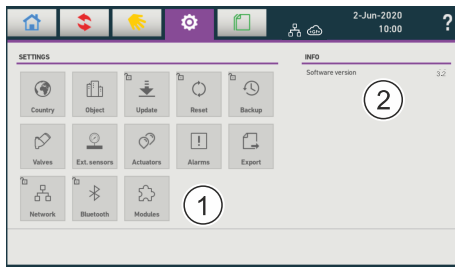 2-Jun-2020
10:00
?
SETTINGS
INFO
Software version 3.2
Country Object Update Reset Backup
Valves Ext. sensors Actuators Alarms Export
Network Bluetooth Modules
1
2